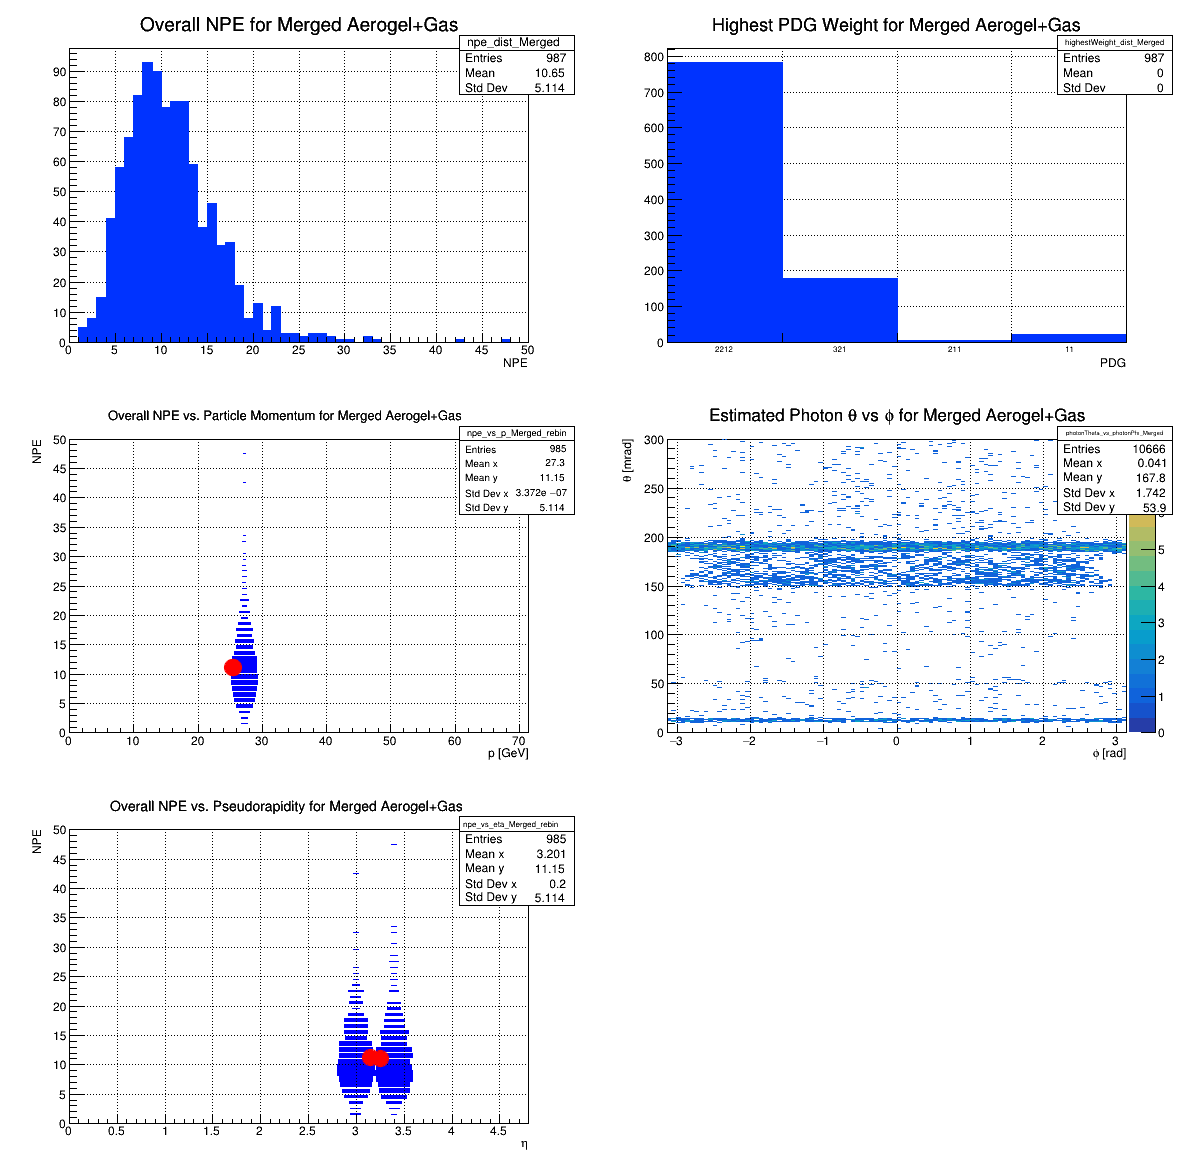 Overall NPE for Merged Aerogel+Gas
npe_dist_Merged
Entries 987
Mean 10.65
Std Dev 5.114
90
80
70
60
50
40
30
20
10
0
0 5 10 15 20 25 30 35 40 45 50
NPE
Highest PDG Weight for Merged Aerogel+Gas
highestWeight_dist_Merged
Entries 987
Mean 0
Std Dev 0
800
700
600
500
400
300
200
100
0
2212 321 211 11
PDG
Overall NPE vs. Particle Momentum for Merged Aerogel+Gas
npe_vs_p_Merged_rebin
Entries 985
Mean x 27.3
Mean y 11.15
Std Dev x 3.372e −07
Std Dev y 5.114
NPE
50
45
40
35
30
25
20
15
10
5
0
0 10 20 30 40 50 60 70
p [GeV]
Estimated Photon θ vs ϕ for Merged Aerogel+Gas
photonTheta_vs_photonPhi_Merged
Entries 10666
Mean x 0.041
Mean y 167.8
Std Dev x 1.742
Std Dev y 53.9
θ [mrad]
300
250
200
150
100
50
0
−3 −2 −1 0 1 2 3
ϕ [rad]
5
4
3
2
1
0
Overall NPE vs. Pseudorapidity for Merged Aerogel+Gas
npe_vs_eta_Merged_rebin
Entries 985
Mean x 3.201
Mean y 11.15
Std Dev x 0.2
Std Dev y 5.114
NPE
50
45
40
35
30
25
20
15
10
5
0
0 0.5 1 1.5 2 2.5 3 3.5 4 4.5
η